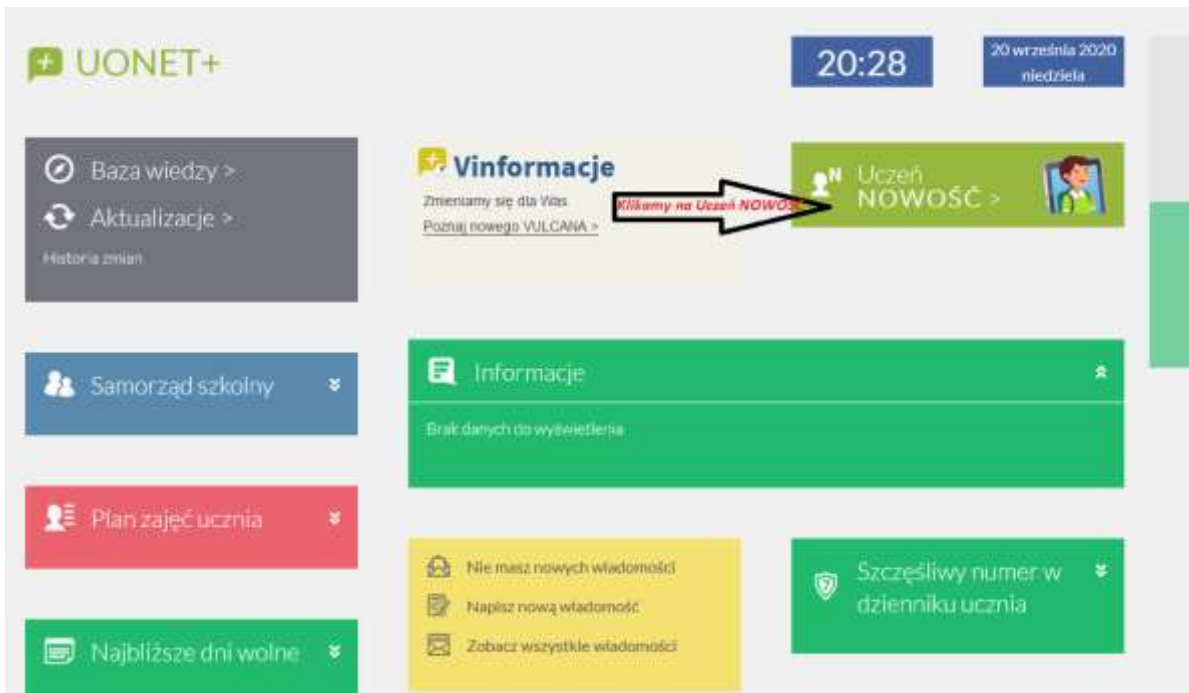 UONET+
20:28
20 września 2020
niedziela
Baza wiedzy >
Aktualizacje >
Historia zmian
Vinformacje
Zmieniamy się dla Was
Poznaj nowego VULCANA >
Klikamy na Uczeń NOWOŚĆ
N
Uczeń
NOWOŚĆ >
Samorząd szkolny
Informacje
Brak danych do wyświetlenia
Plan zajęć ucznia
Nie masz nowych wiadomości
Napisz nową wiadomość
Zobacz wszystkie wiadomości
Szczęśliwy numer w
dzienniku ucznia
Najbliższe dni wolne